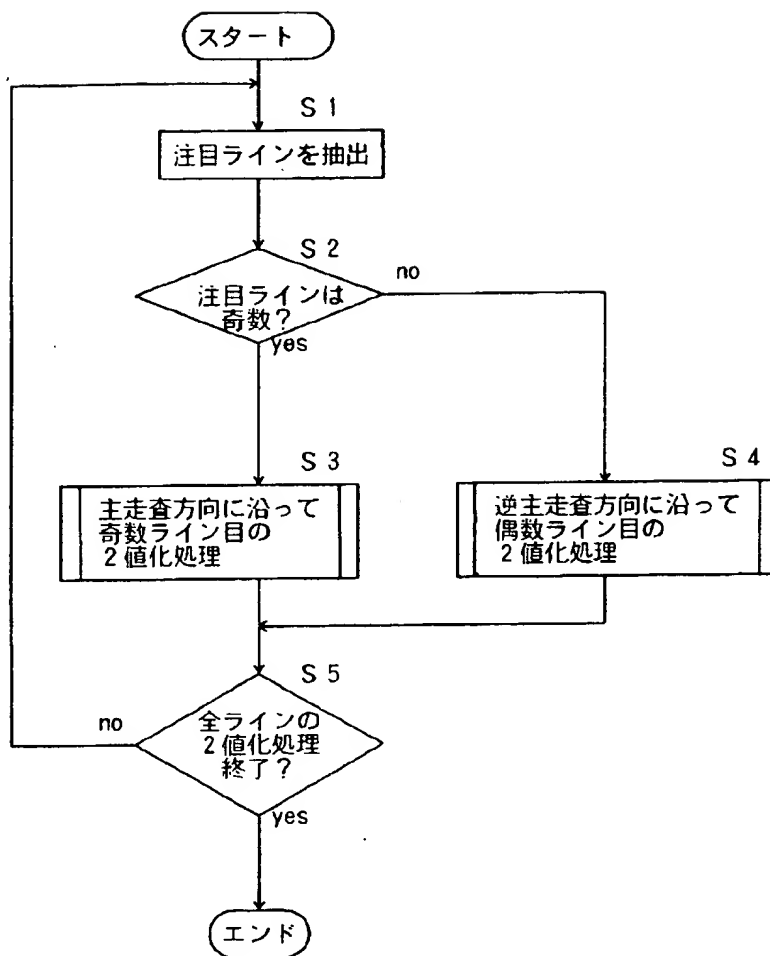 スタート
S 1
注目ラインを抽出
S 2
no
注目ラインは
奇数？
yes
S 3
主走査方向に沿って
奇数ライン目の
２値化処理
S 4
逆主走査方向に沿って
偶数ライン目の
２値化処理
S 5
no
全ラインの
２値化処理
終了？
yes
エンド